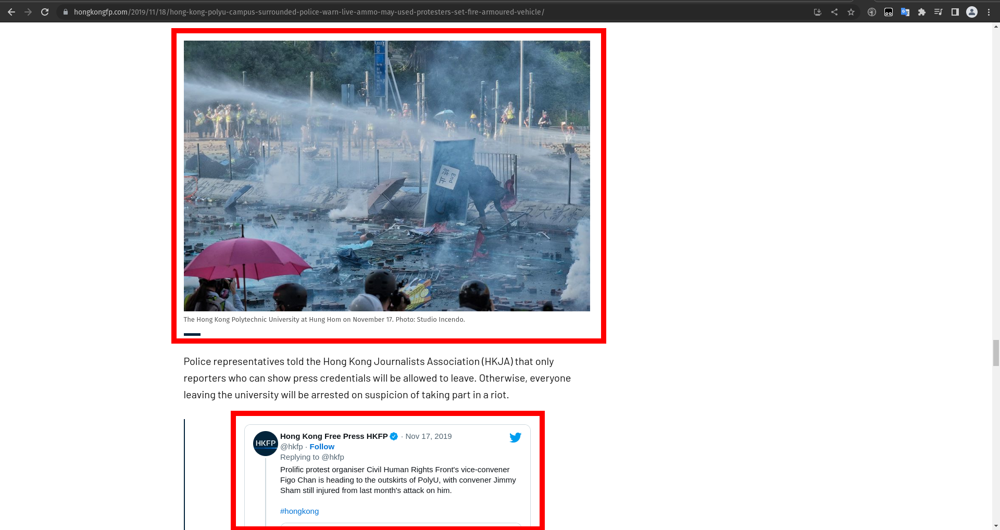 hongkongfp.com/2019/11/18/hong-kong-polyu-campus-surrounded-police-warn-live-ammo-may-used-protesters-set-fire-armoured-vehicle/
End
The Hong Kong Polytechnic University at Hung Hom on November 17. Photo: Studio Incendo.
Police representatives told the Hong Kong Journalists Association (HKJA) that only
reporters who can show press credentials will be allowed to leave. Otherwise, everyone
leaving the university will be arrested on suspicion of taking part in a riot.
HKFP
Hong Kong Free Press HKFP · Nov 17, 2019
@hkfp · Follow
Replying to @hkfp
Prolific protest organiser Civil Human Rights Front's vice-convener
Figo Chan is heading to the outskirts of PolyU, with convener Jimmy
Sham still injured from last month's attack on him.
#hongkong